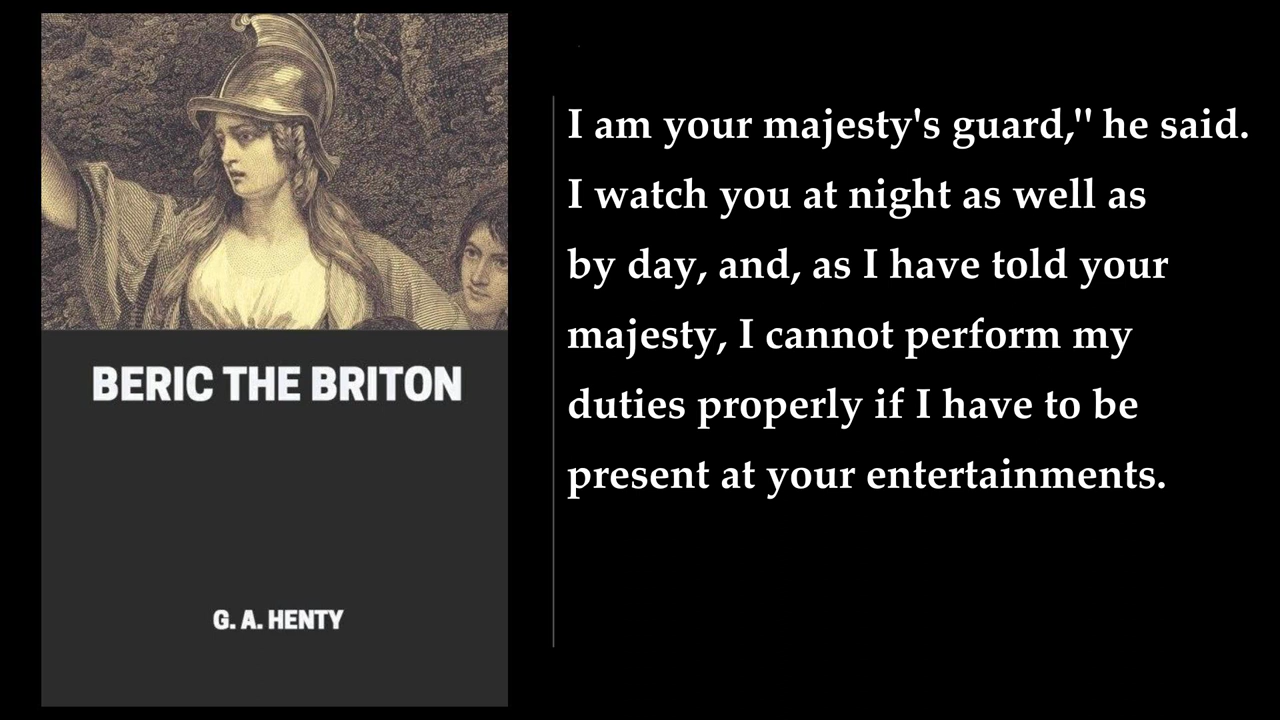 BERIC THE BRITON
G. A. HENTY
I am your majesty's guard," he said.
I watch you at night as well as
by day, and, as I have told your
majesty, I cannot perform my
duties properly if I have to be
present at your entertainments.